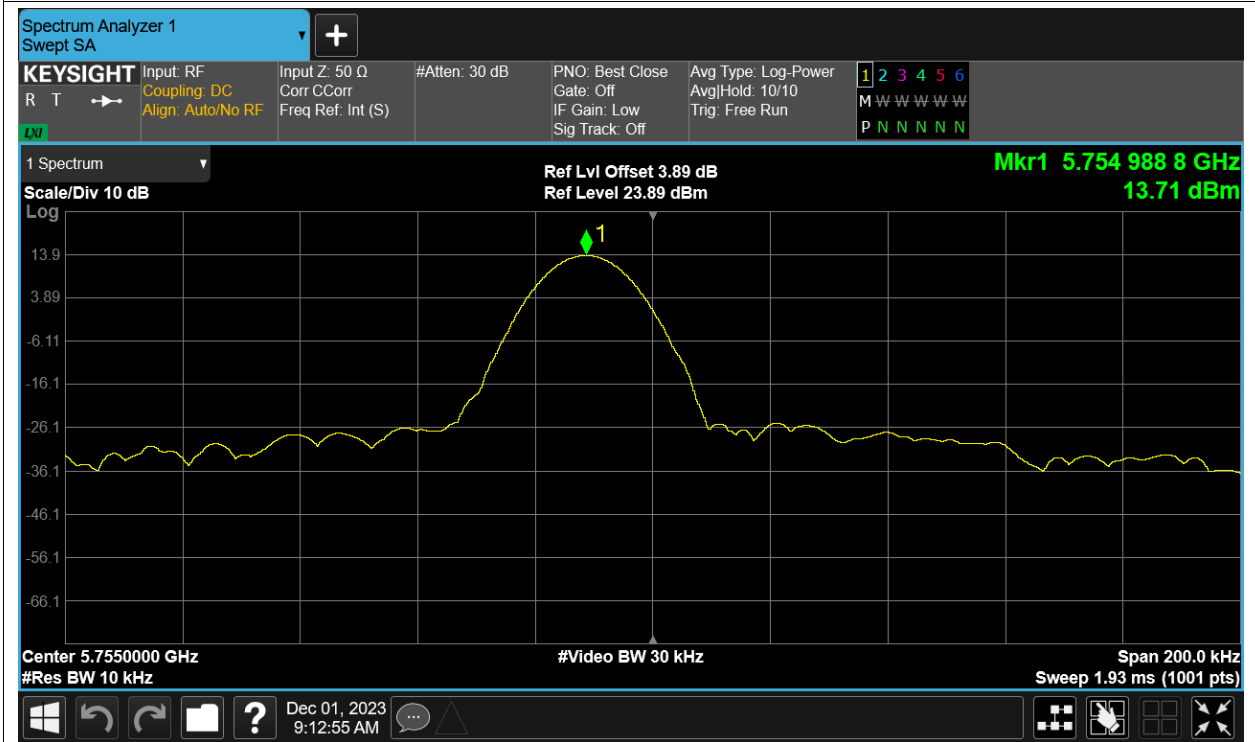 Spectrum Analyzer 1
Swept SA
KEYSIGHT
R T
LXI
Input: RF
Coupling: DC
Align: Auto/No RF
Input Z: 50 Ω
Corr CCorr
Freq Ref: Int (S)
#Atten: 30 dB
PNO: Best Close
Gate: Off
IF Gain: Low
Sig Track: Off
Avg Type: Log-Power
Avg|Hold: 10/10
Trig: Free Run
1 2 3 4 5 6
M W W W W W
P N N N N N
1 Spectrum
Scale/Div 10 dB
Log
Ref Lvl Offset 3.89 dB
Ref Level 23.89 dBm
Mkr1 5.754 988 8 GHz
13.71 dBm
1
13.9
3.89
-6.11
-16.1
-26.1
-36.1
-46.1
-56.1
-66.1
Center 5.7550000 GHz
#Res BW 10 kHz
#Video BW 30 kHz
Span 200.0 kHz
Sweep 1.93 ms (1001 pts)
?
Dec 01, 2023
9:12:55 AM